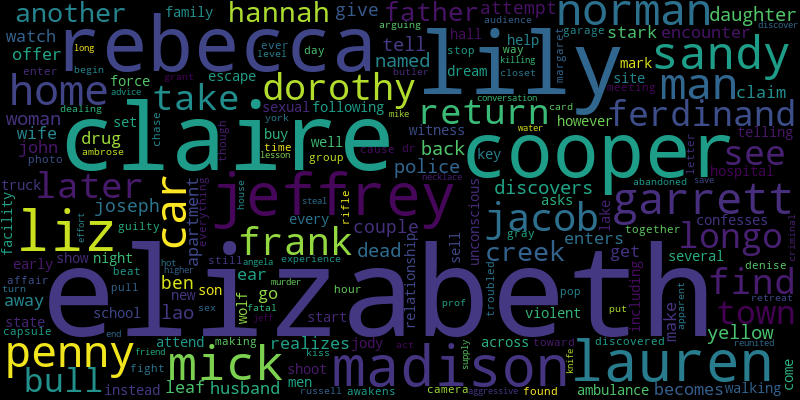 another family hannah give father attempt norman daughter
watch rebecca lily arguing hall stark encounter
offer tell named help garage audience discover
long ever level day stop way killing closet margaret
home force escape dorothy dream sandy
enter begin grant advice butler mark site claim
woman take sexual following return man meeting
wife claire cooper ferdinand
drug set chase buy well however telling
john ambrose time group york though lesson witness conversation card mike water
photo dealing cause dr back key letter hospital
later car jeffrey police necklace see
truck joseph apartment everything house steal rifle every couple discovers abandoned save
facility liz guilty jacob asks confesses together garrett
effort show night frank dead creek enters lake longo
early beat still angela experience relationship unconscious gray several denise criminal
affair hot higher ear sell get find
away turn pull ben new son wolf go fatal troubled including retreat
state school sex murder hour violent make apparent town
capsule lao elizabeth start prof pop put discovered yellow
end attend making realizes jody act across toward reunited
penny friend mick kiss shoot madison supply knife lauren come
bull fight leaf men camera ambulance becomes walking
instead husband russell awakens aggressive found jeff